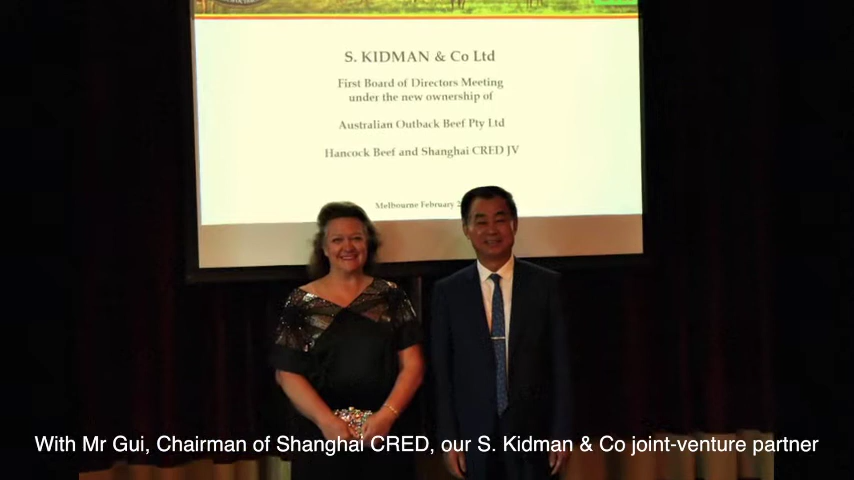 S. KIDMAN & Co Ltd
First Board of Directors Meeting
under the new ownership of
Australian Outback Beef Pty Ltd
Hancock Beef and Shanghai CRED JV
Melbourne February
With Mr Gui, Chairman of Shanghai CRED, our S. Kidman & Co joint-venture partner